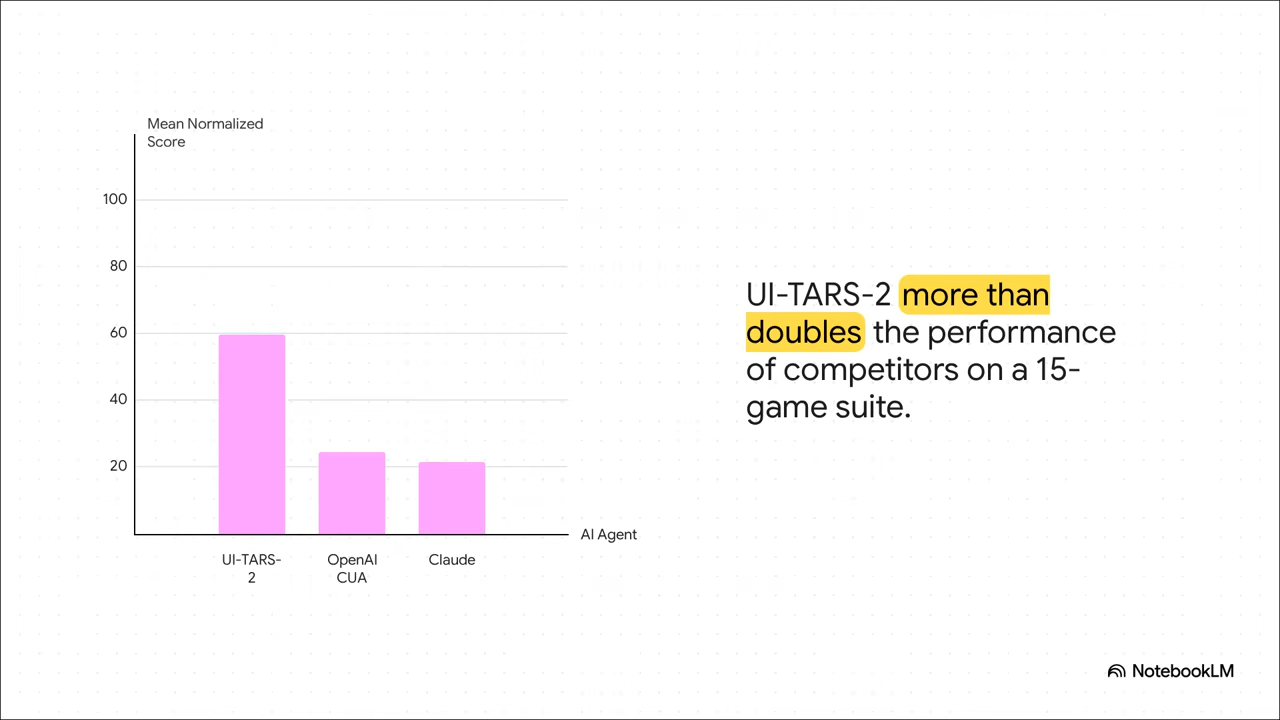 Mean Normalized
Score
100
80
60
40
20
AI Agent
UI-TARS-
2
OpenAI
CUA
Claude
UI-TARS-2 more than
doubles the performance
of competitors on a 15-
game suite.
NotebookLM